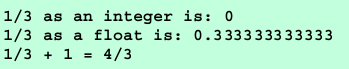 1/3 as an integer is: 0
1/3 as a float is: 0.333333333333
1/3 + 1 = 4/3